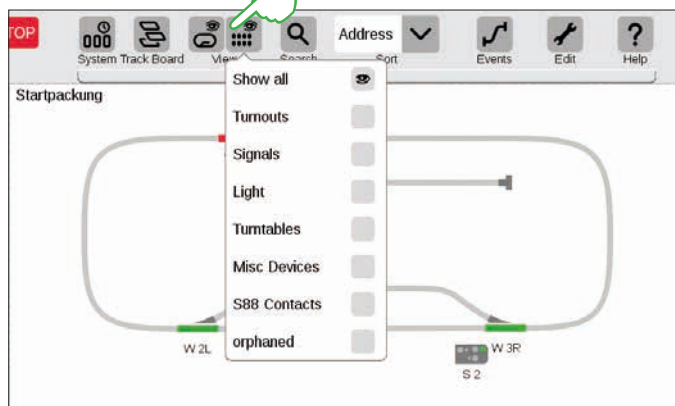 TOP
Address
System Track Board View Search Sort Events Edit Help
Startpackung
Show all
Turnouts
Signals
Light
Turntables
Misc Devices
S88 Contacts
orphaned
W 2L
W 3R
S 2